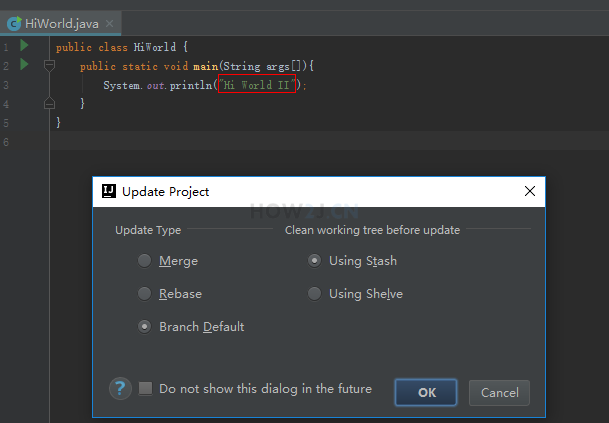 HiWorld.java
1 public class HiWorld {
2 public static void main(String args[]){
3 System.out.println("Hi World II");
4 }
5 }
6
IJ Update Project
HOW2J.CN
Update Type Clean working tree before update
Merge Using Stash
Rebase Using Shelve
Branch Default
? Do not show this dialog in the future OK Cancel